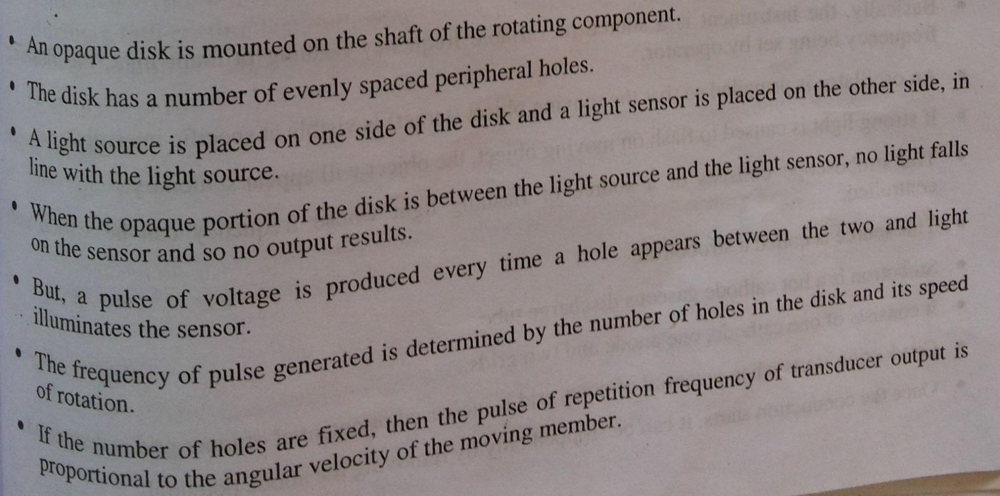 • An opaque disk is mounted on the shaft of the rotating component.
• The disk has a number of evenly spaced peripheral holes.
• A light source is placed on one side of the disk and a light sensor is placed on the other side, in
line with the light source.
• When the opaque portion of the disk is between the light source and the light sensor, no light falls
on the sensor and so no output results.
• But, a pulse of voltage is produced every time a hole appears between the two and light
illuminates the sensor.
• The frequency of pulse generated is determined by the number of holes in the disk and its speed
of rotation.
• If the number of holes are fixed, then the pulse of repetition frequency of transducer output is
proportional to the angular velocity of the moving member.